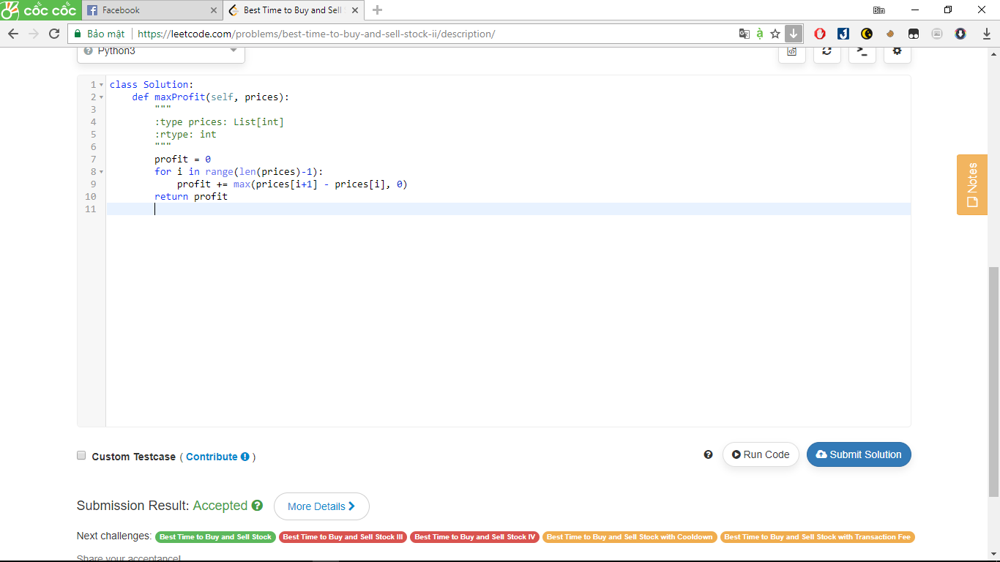 cốc cốc Facebook Best Time to Buy and Sell Bin
Bảo mật https://leetcode.com/problems/best-time-to-buy-and-sell-stock-ii/description/
Python3
1 class Solution:
2 def maxProfit(self, prices):
3 """
4 :type prices: List[int]
5 :rtype: int
6 """
7 profit = 0
8 for i in range(len(prices)-1):
9 profit += max(prices[i+1] - prices[i], 0)
10 return profit
11
Notes
Custom Testcase ( Contribute )
Run Code Submit Solution
Submission Result: Accepted More Details
Next challenges: Best Time to Buy and Sell Stock Best Time to Buy and Sell Stock III Best Time to Buy and Sell Stock IV Best Time to Buy and Sell Stock with Cooldown Best Time to Buy and Sell Stock with Transaction Fee
Share your acceptance!